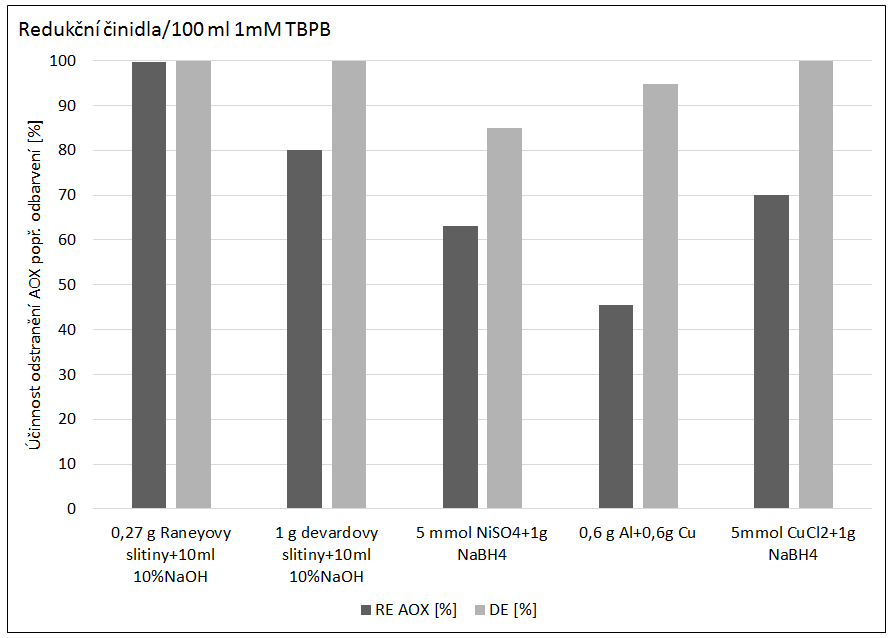 Redukční činidla/100 ml 1mM TBPB
Účinnost odstranění AOX popř. odbarvení [%]
100
90
80
70
60
50
40
30
20
10
0
0,27 g Raneyovy
slitiny+10ml
10%NaOH
1 g devardovy
slitiny+10ml
10%NaOH
5 mmol NiSO4+1g
NaBH4
0,6 g Al+0,6g Cu
5mmol CuCl2+1g
NaBH4
RE AOX [%]
DE [%]